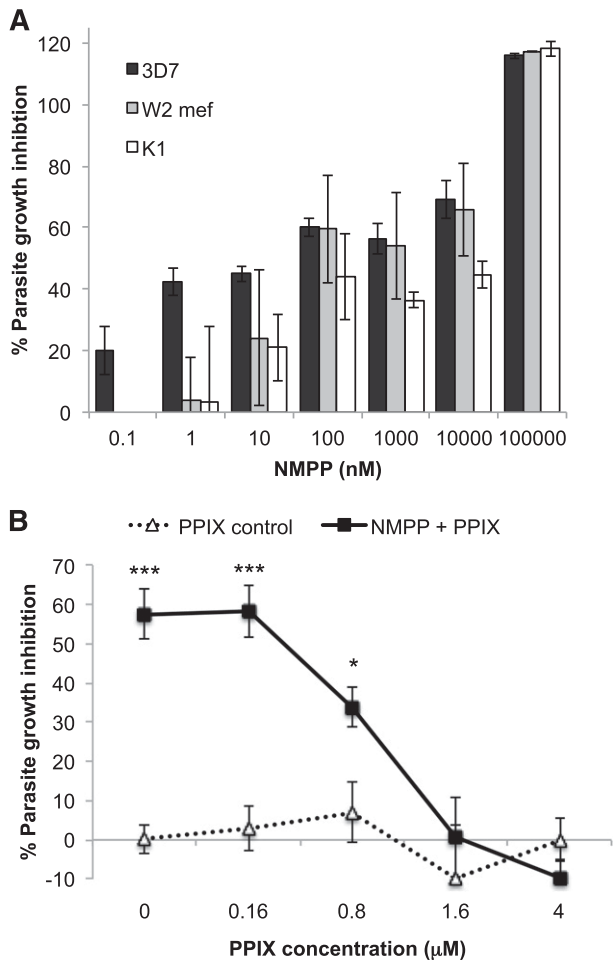 A
% Parasite growth inhibtion
120
100
80
60
40
20
0
3D7
W2 mef
K1
0.1 1 10 100 1000 10000 100000
NMPP (nM)
B
PPIX control NMPP + PPIX
% Parasite growth inhibition
70
60
50
40
30
20
10
0
-10
*** *** *
0 0.16 0.8 1.6 4
PPIX concentration (μM)